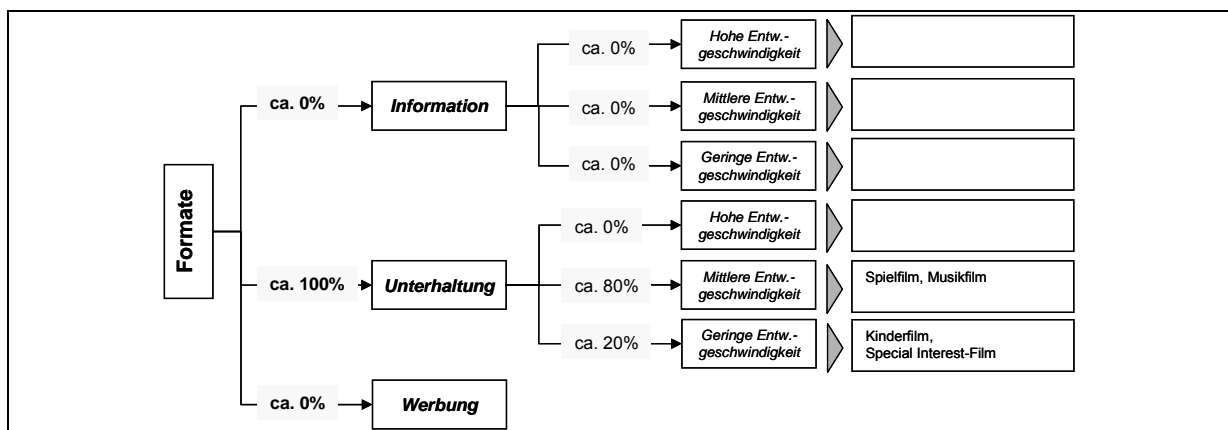 Formate
ca. 0%
Information
ca. 0%
Hohe Entw.-
geschwindigkeit
ca. 0%
Mittlere Entw.-
geschwindigkeit
ca. 0%
Geringe Entw.-
geschwindigkeit
ca. 100%
Unterhaltung
ca. 0%
Hohe Entw.-
geschwindigkeit
ca. 80%
Mittlere Entw.-
geschwindigkeit
Spielfilm, Musikfilm
ca. 20%
Geringe Entw.-
geschwindigkeit
Kinderfilm,
Special Interest-Film
ca. 0%
Werbung